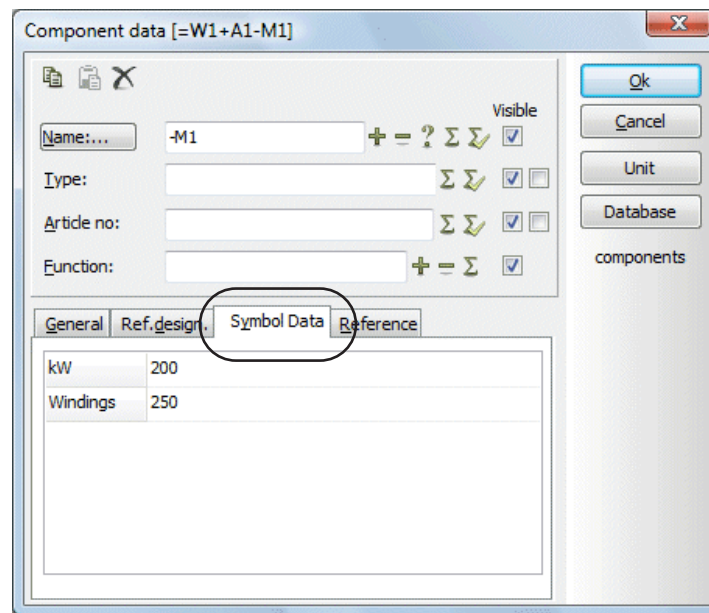 Component data [=W1+A1-M1]
Visible
Name:... -M1
Type:
Article no:
Function:
Ok
Cancel
Unit
Database
components
General Ref.design. Symbol Data Reference
kW 200
Windings 250